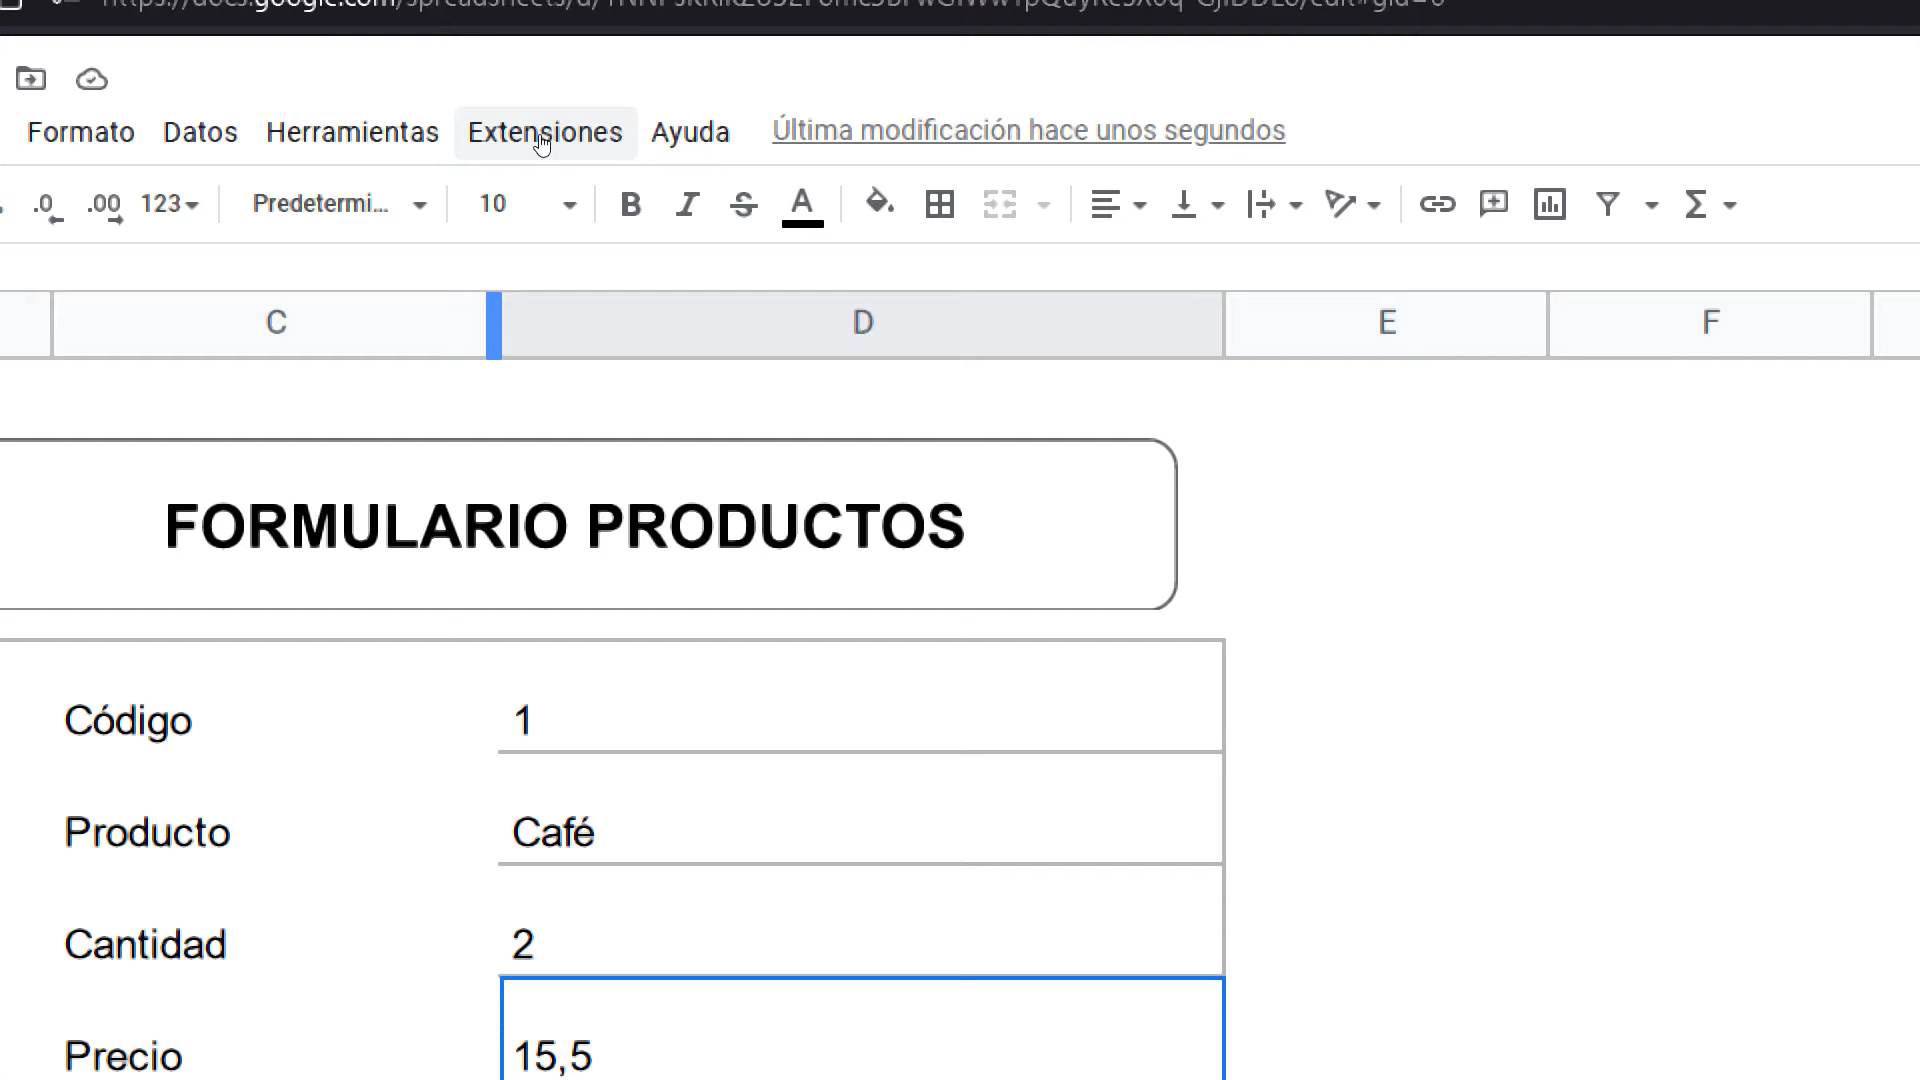 Formato Datos Herramientas Extensiones Ayuda Última modificación hace unos segundos
.0 .00 123 Predetermi... 10 B I S A
C D E F
FORMULARIO PRODUCTOS
Código 1
Producto Café
Cantidad 2
Precio 15,5